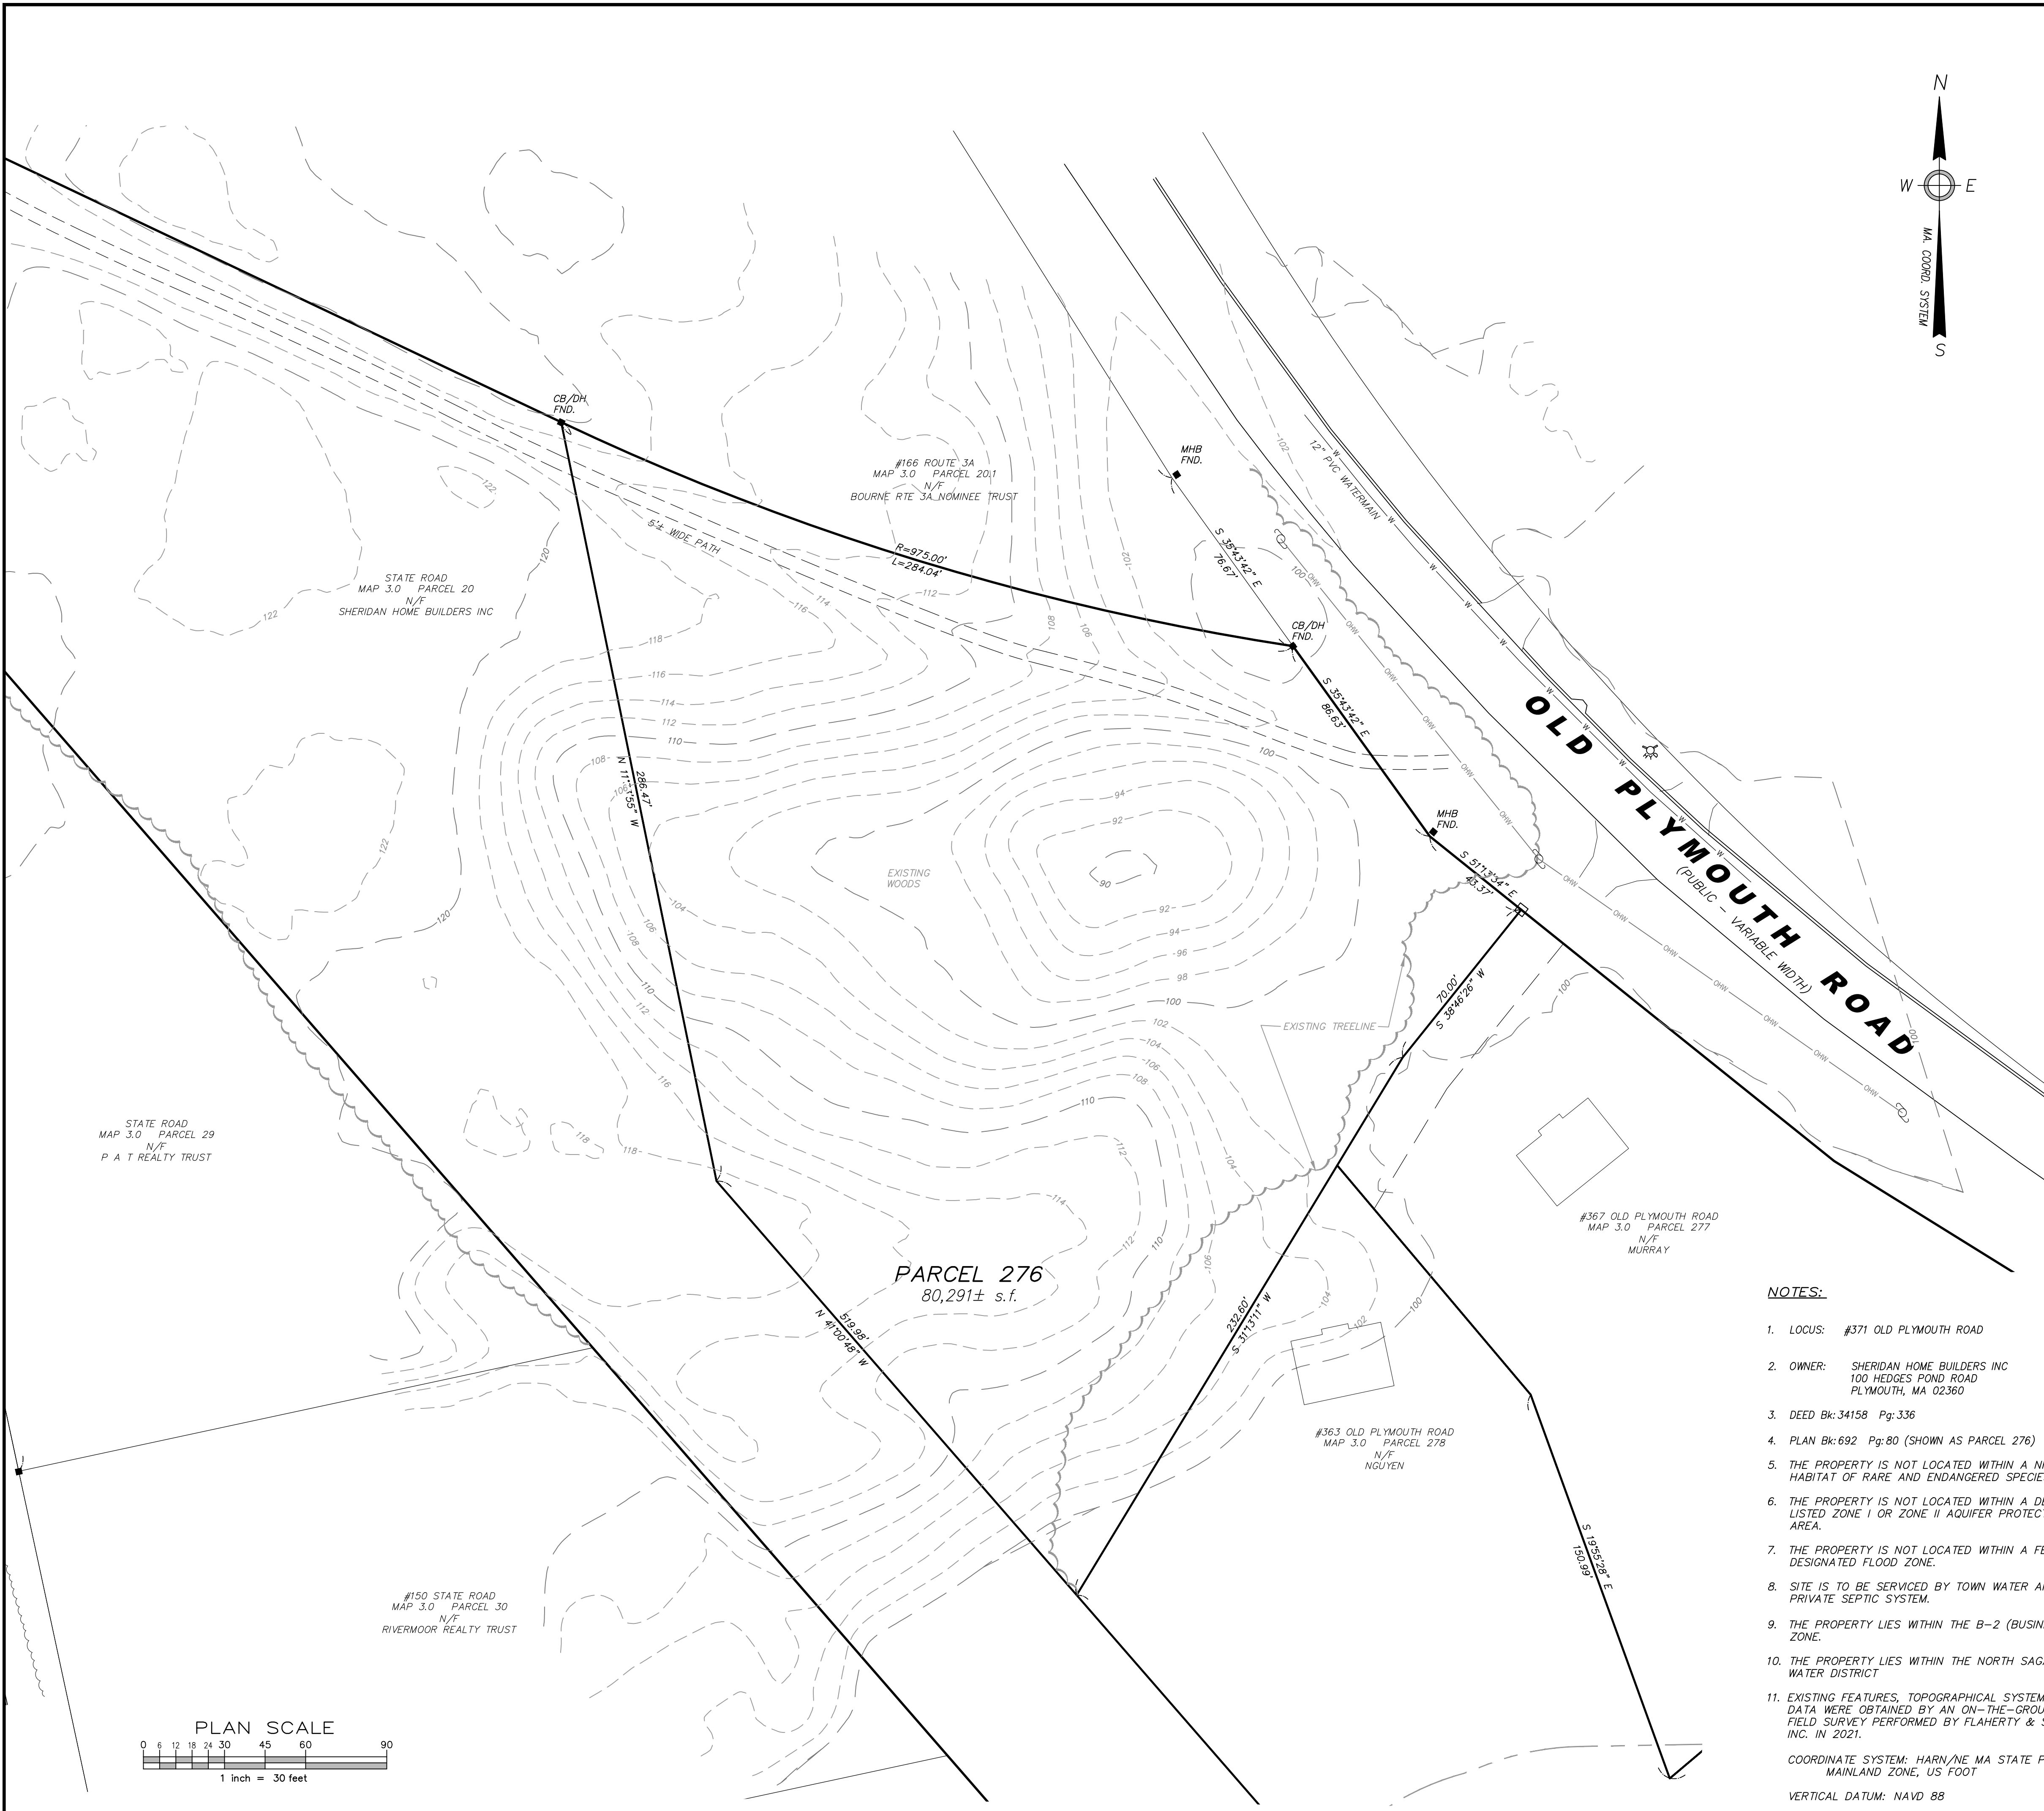 N
W E
MA. COORD. SYSTEM
S
CB/DH
FND.
MHB
FND.
12" PVC WATERMAIN
#166 ROUTE 3A
MAP 3.0 PARCEL 20.1
N/F
BOURNE RTE 3A NOMINEE TRUST
5'± WIDE PATH
R=975.00'
L=284.04'
S 35°43'42" E
76.67'
STATE ROAD
MAP 3.0 PARCEL 20
N/F
SHERIDAN HOME BUILDERS INC
CB/DH
FND.
S 35°43'42" E
86.63'
OLD PLYMOUTH ROAD
(PUBLIC - VARIABLE WIDTH)
286.47'
MHB
FND.
S 51°13'34" E
EXISTING
WOODS
70.00'
S 38°46'26" W
EXISTING TREELINE
STATE ROAD
MAP 3.0 PARCEL 29
N/F
P A T REALTY TRUST
#367 OLD PLYMOUTH ROAD
MAP 3.0 PARCEL 277
N/F
MURRAY
PARCEL 276
80,291± s.f.
519.98'
N 41°00'48" W
232.60'
S 31°13'11" W
#363 OLD PLYMOUTH ROAD
MAP 3.0 PARCEL 278
N/F
NGUYEN
S 19°55'28" E
150.99'
#150 STATE ROAD
MAP 3.0 PARCEL 30
N/F
RIVERMOOR REALTY TRUST
PLAN SCALE
0 6 12 18 24 30 45 60 90
1 inch = 30 feet
NOTES:
1. LOCUS: #371 OLD PLYMOUTH ROAD
2. OWNER: SHERIDAN HOME BUILDERS INC
100 HEDGES POND ROAD
PLYMOUTH, MA 02360
3. DEED Bk: 34158 Pg: 336
4. PLAN Bk: 692 Pg: 80 (SHOWN AS PARCEL 276)
5. THE PROPERTY IS NOT LOCATED WITHIN A
HABITAT OF RARE AND ENDANGERED
6. THE PROPERTY IS NOT LOCATED WITHIN A
LISTED ZONE I OR ZONE II AQUIFER
AREA.
7. THE PROPERTY IS NOT LOCATED WITHIN A
DESIGNATED FLOOD ZONE.
8. SITE IS TO BE SERVICED BY TOWN WATER
PRIVATE SEPTIC SYSTEM.
9. THE PROPERTY LIES WITHIN THE B-2
ZONE.
10. THE PROPERTY LIES WITHIN THE NORTH
WATER DISTRICT
11. EXISTING FEATURES, TOPOGRAPHICAL SYSTEM
DATA WERE OBTAINED BY AN
FIELD SURVEY PERFORMED BY FLAHERTY &
INC. IN 2021.
COORDINATE SYSTEM: HARN/NE MA STATE
MAINLAND ZONE, US FOOT
VERTICAL DATUM: NAVD 88